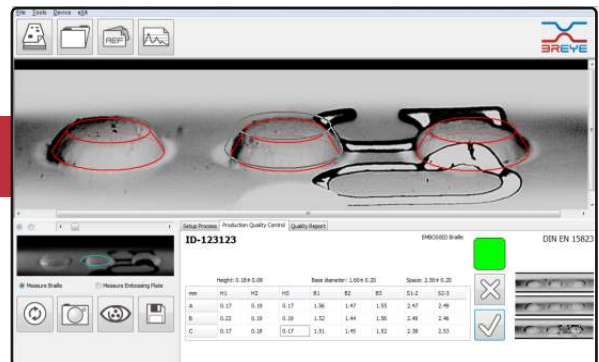 File Tools Device xER
REF
BREYE
Setup Process Production Quality Control Quality Report
ID-123123
EMBOSSED Braille
DIN EN 15823
Height: 0.18± 0.08 Base diameter: 1.60± 0.20 Space: 2.50± 0.20
Measure Braille Measure Embossing Plate
mm H1 H2 H3 B1 B2 B3 S1-2 S2-3
A 0.17 0.19 0.17 1.56 1.47 1.55 2.47 2.48
B 0.22 0.19 0.20 1.52 1.44 1.56 2.49 2.46
C 0.17 0.18 0.17 1.51 1.45 1.52 2.38 2.53